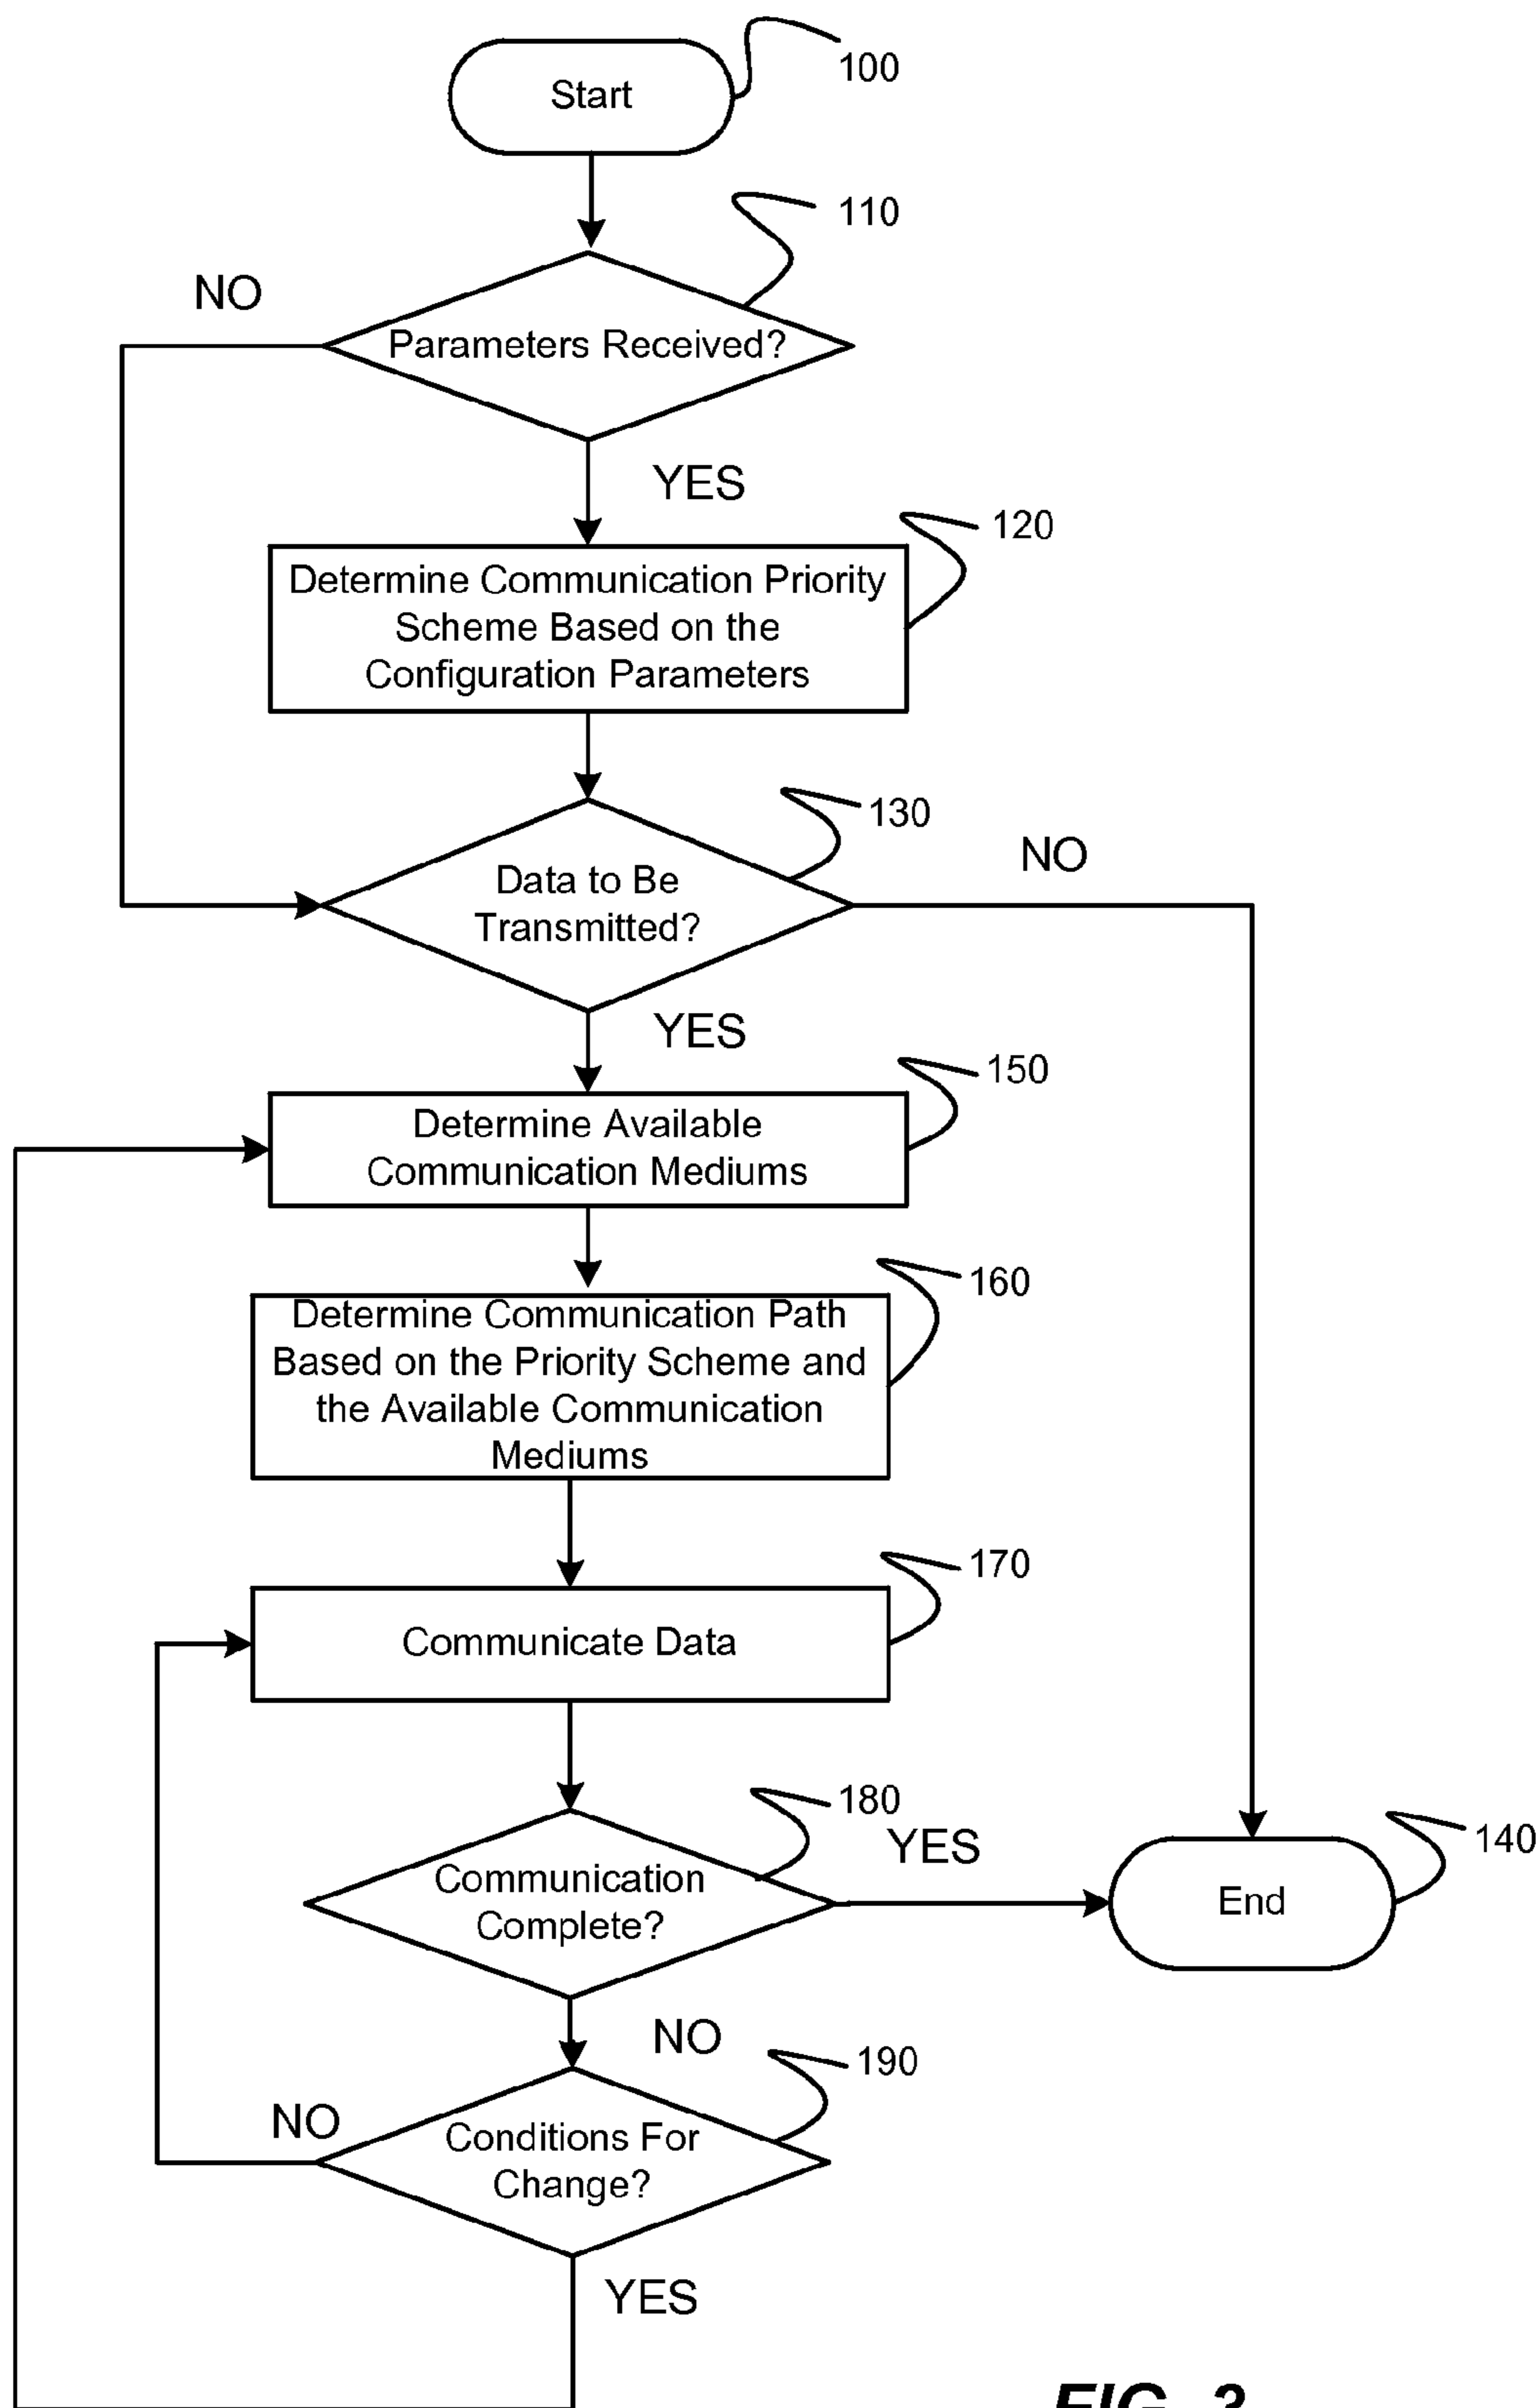 Start
100
110
NO
Parameters Received?
YES
120
Determine Communication Priority
Scheme Based on the
Configuration Parameters
130
NO
Data to Be
Transmitted?
YES
150
Determine Available
Communication Mediums
160
Determine Communication Path
Based on the Priority Scheme and
the Available Communication
Mediums
170
Communicate Data
180
YES
140
Communication
Complete?
End
NO
190
NO
Conditions For
Change?
YES
FIG. 3